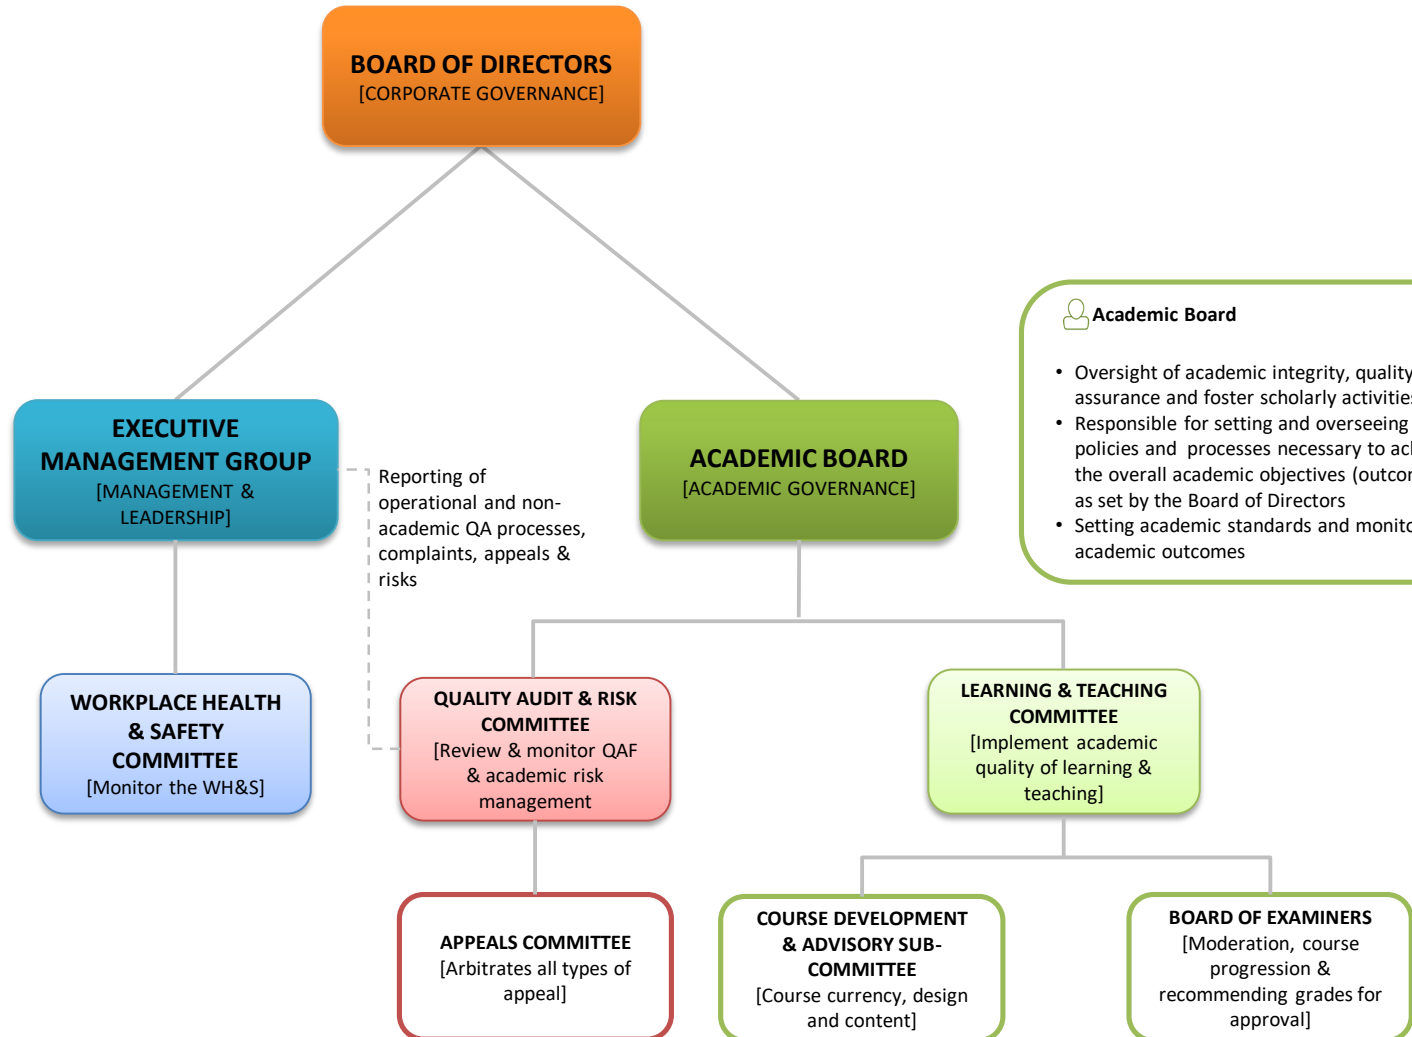 BOARD OF DIRECTORS
[CORPORATE GOVERNANCE]
EXECUTIVE
MANAGEMENT GROUP
[MANAGEMENT &
LEADERSHIP]
Reporting of
operational and non-
academic QA processes,
complaints, appeals &
risks
ACADEMIC BOARD
[ACADEMIC GOVERNANCE]
Academic Board
• Oversight of academic integrity, quality
assurance and foster scholarly activities
• Responsible for setting and overseeing
policies and processes necessary to
the overall academic objectives
as set by the Board of Directors
• Setting academic standards and
academic outcomes
WORKPLACE HEALTH
& SAFETY
COMMITTEE
[Monitor the WH&S]
QUALITY AUDIT & RISK
COMMITTEE
[Review & monitor QAF
& academic risk
management
LEARNING & TEACHING
COMMITTEE
[Implement academic
quality of learning &
teaching]
APPEALS COMMITTEE
[Arbitrates all types of
appeal]
COURSE DEVELOPMENT
& ADVISORY SUB-
COMMITTEE
[Course currency, design
and content]
BOARD OF EXAMINERS
[Moderation, course
progression &
recommending grades for
approval]